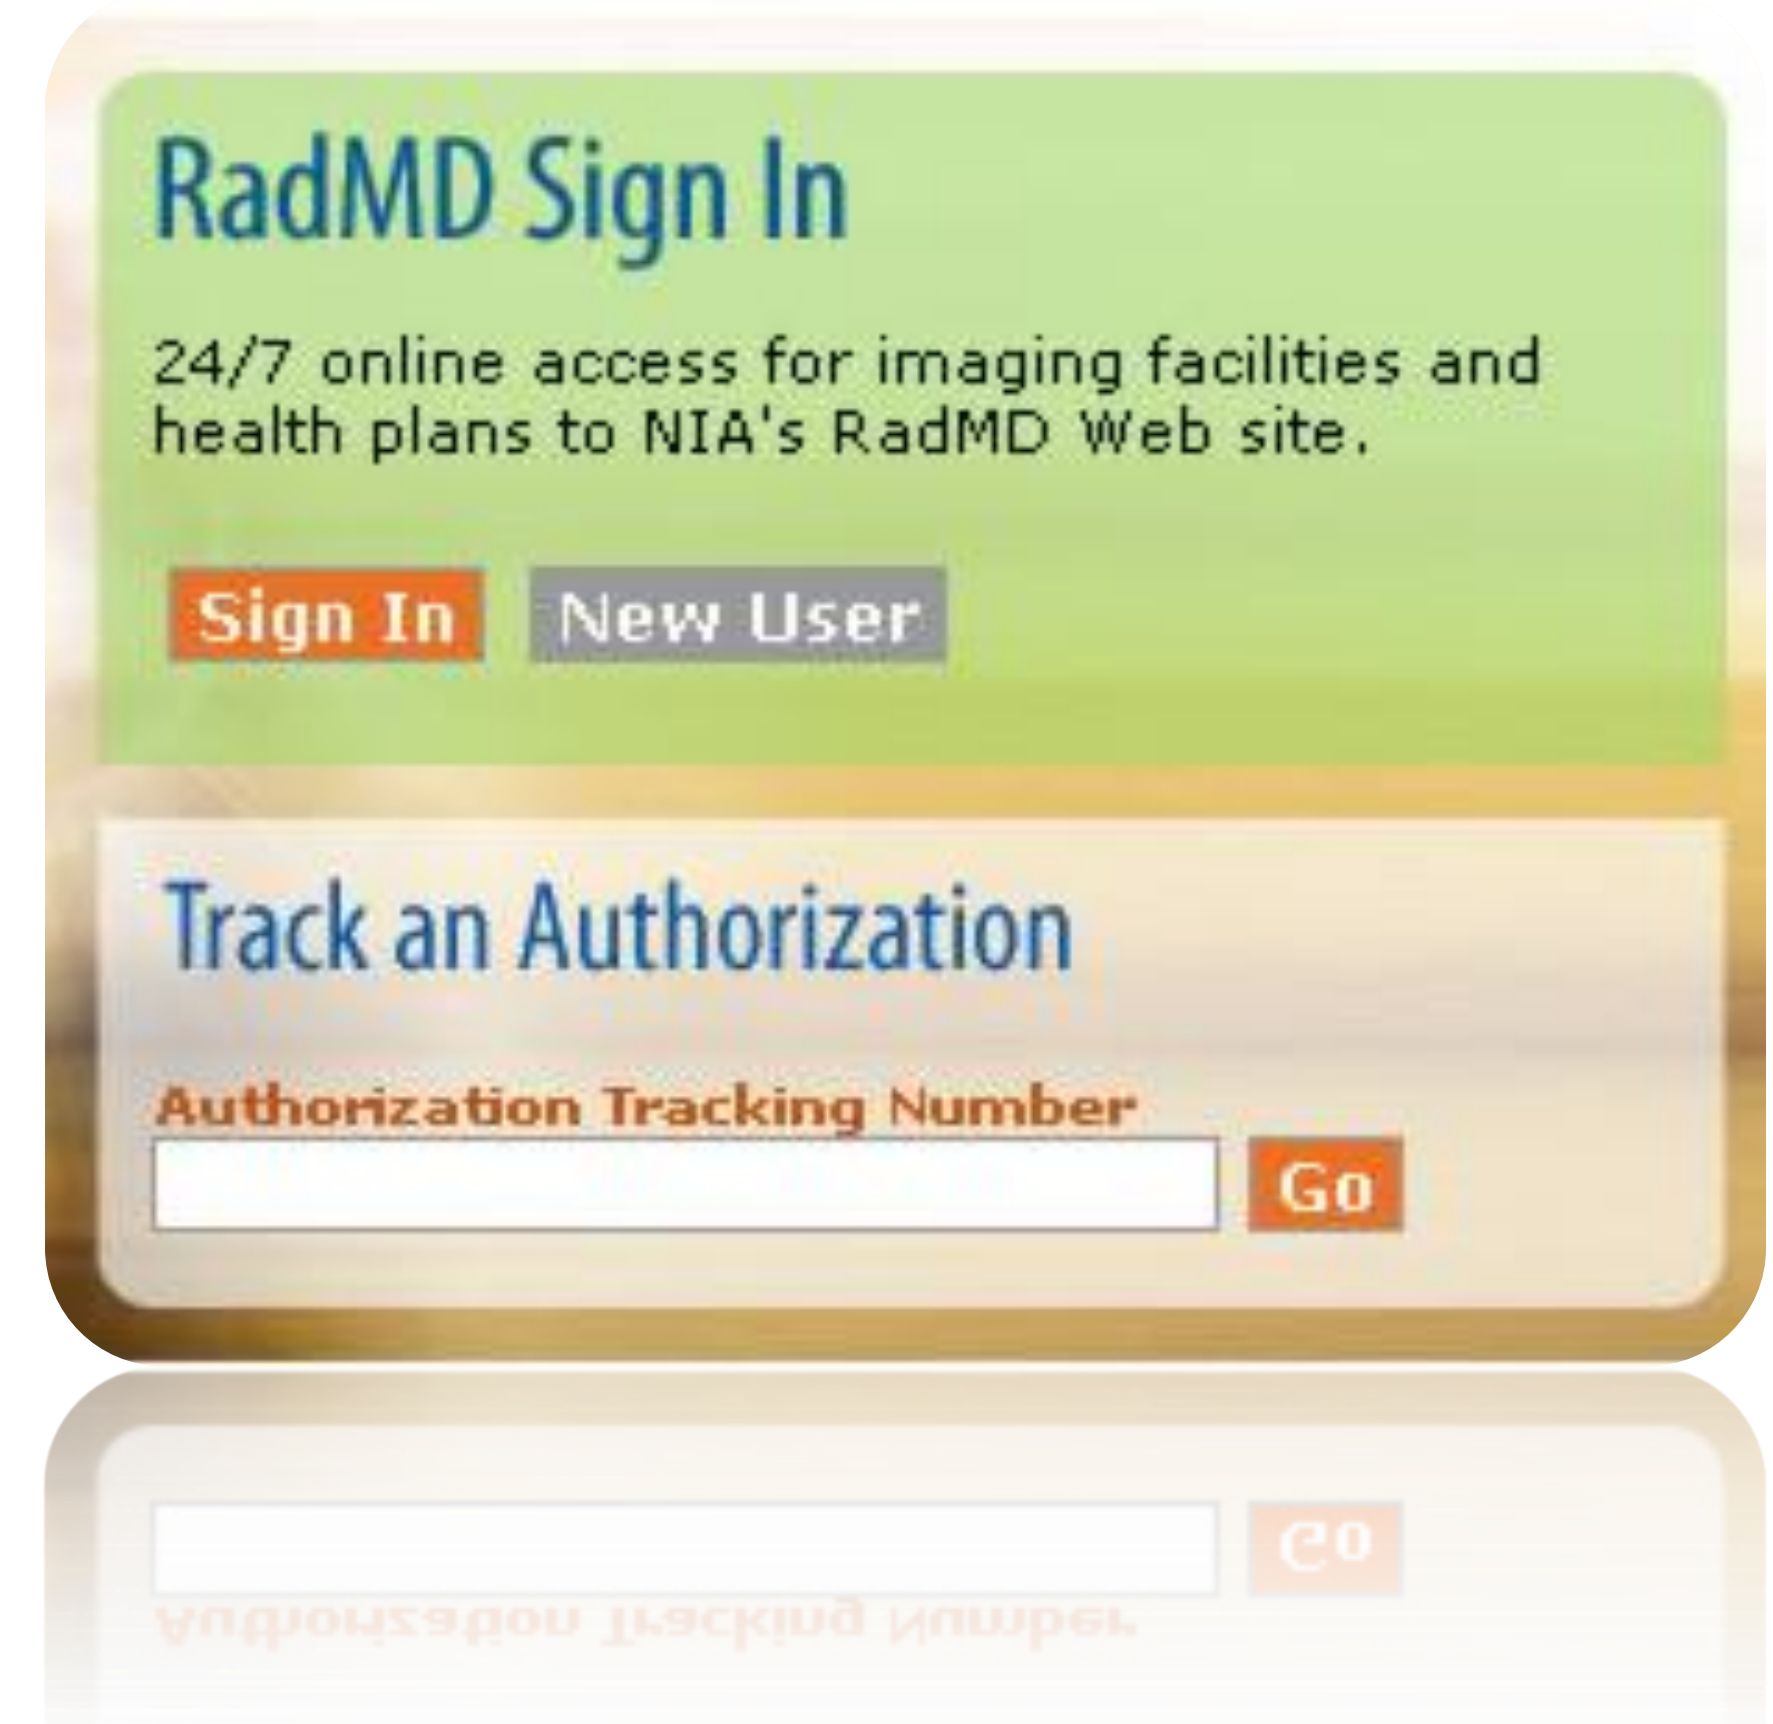 RadMD Sign In
24/7 online access for imaging facilities and
health plans to NIA's RadMD Web site.
Sign In New User
Track an Authorization
Authorization Tracking Number
Go